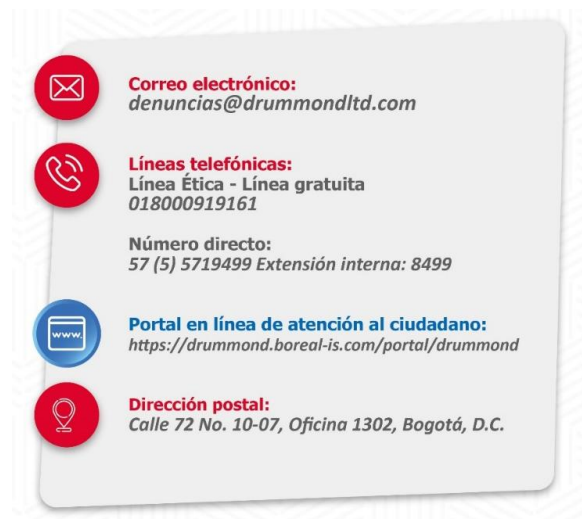 Correo electrónico:
denuncias@drummondltd.com
Líneas telefónicas:
Línea Ética - Línea gratuita
018000919161
Número directo:
57 (5) 5719499 Extensión interna: 8499
www.
Portal en línea de atención al ciudadano:
https://drummond.boreal-is.com/portal/drummond
Dirección postal:
Calle 72 No. 10-07, Oficina 1302, Bogotá, D.C.